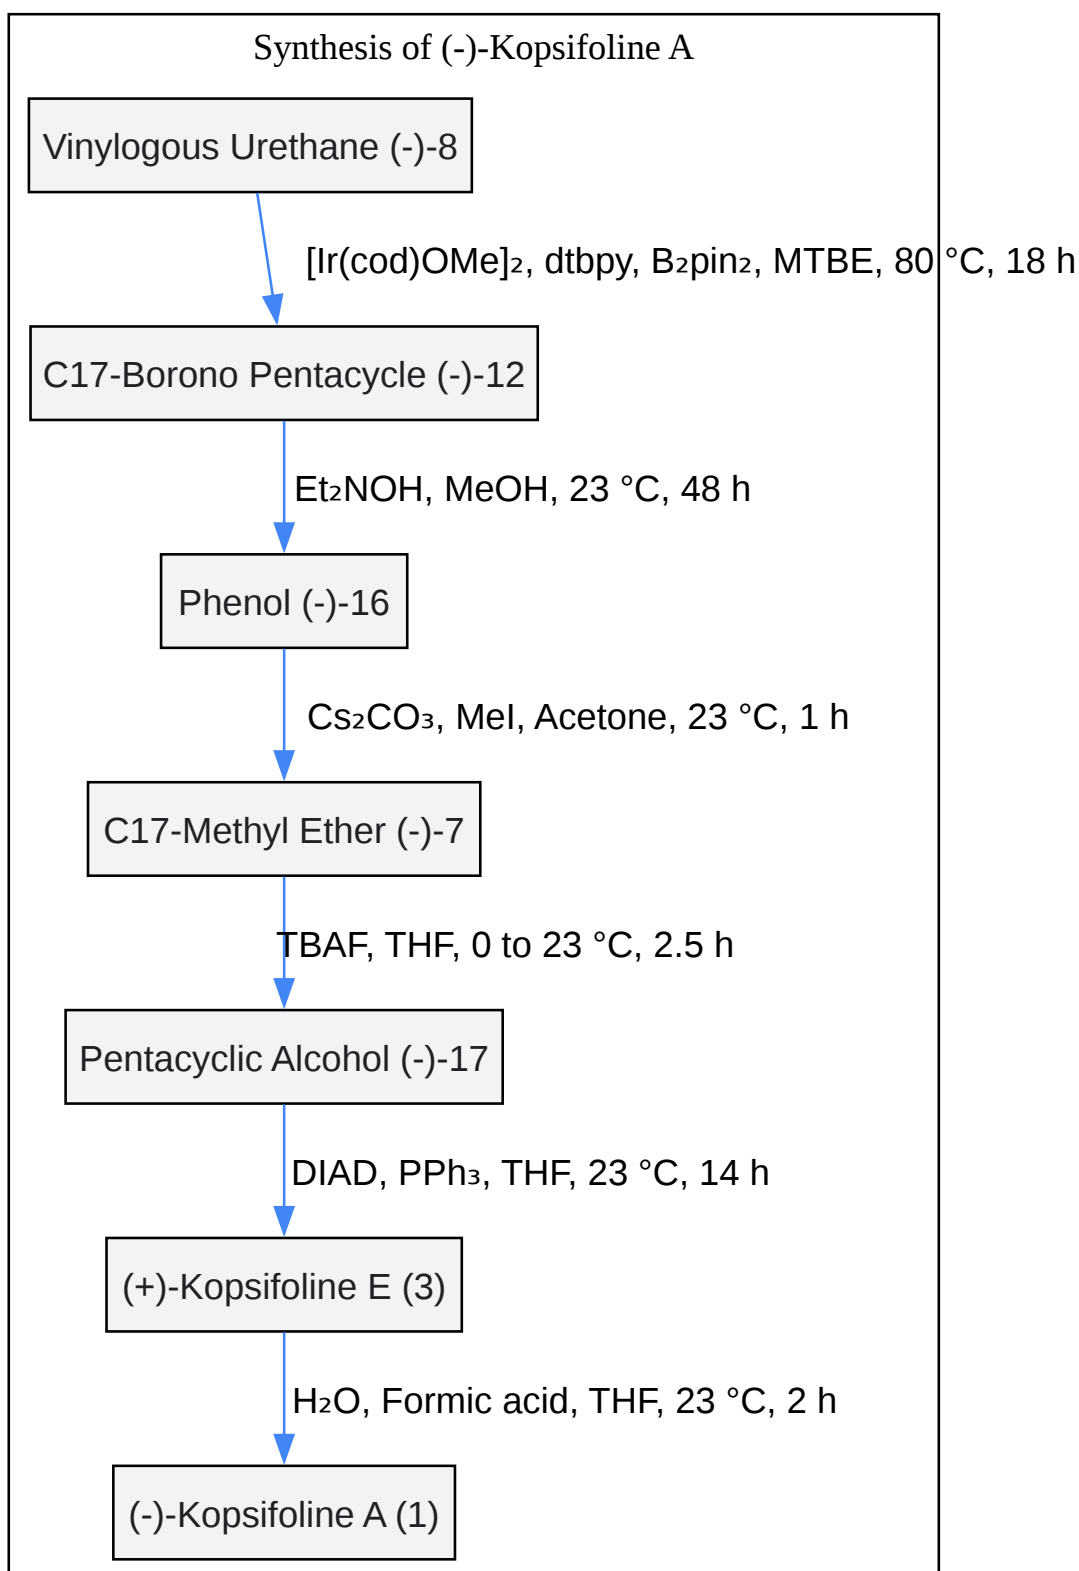 Synthesis of (-)-Kopsifoline A
Vinylogous Urethane (-)-8
[Ir(cod)OMe]₂, dtbpy, B₂pin₂, MTBE, 80 °C, 18 h
C17-Borono Pentacycle (-)-12
Et₂NOH, MeOH, 23 °C, 48 h
Phenol (-)-16
Cs₂CO₃, MeI, Acetone, 23 °C, 1 h
C17-Methyl Ether (-)-7
TBAF, THF, 0 to 23 °C, 2.5 h
Pentacyclic Alcohol (-)-17
DIAD, PPh₃, THF, 23 °C, 14 h
(+)-Kopsifoline E (3)
H₂O, Formic acid, THF, 23 °C, 2 h
(-)-Kopsifoline A (1)